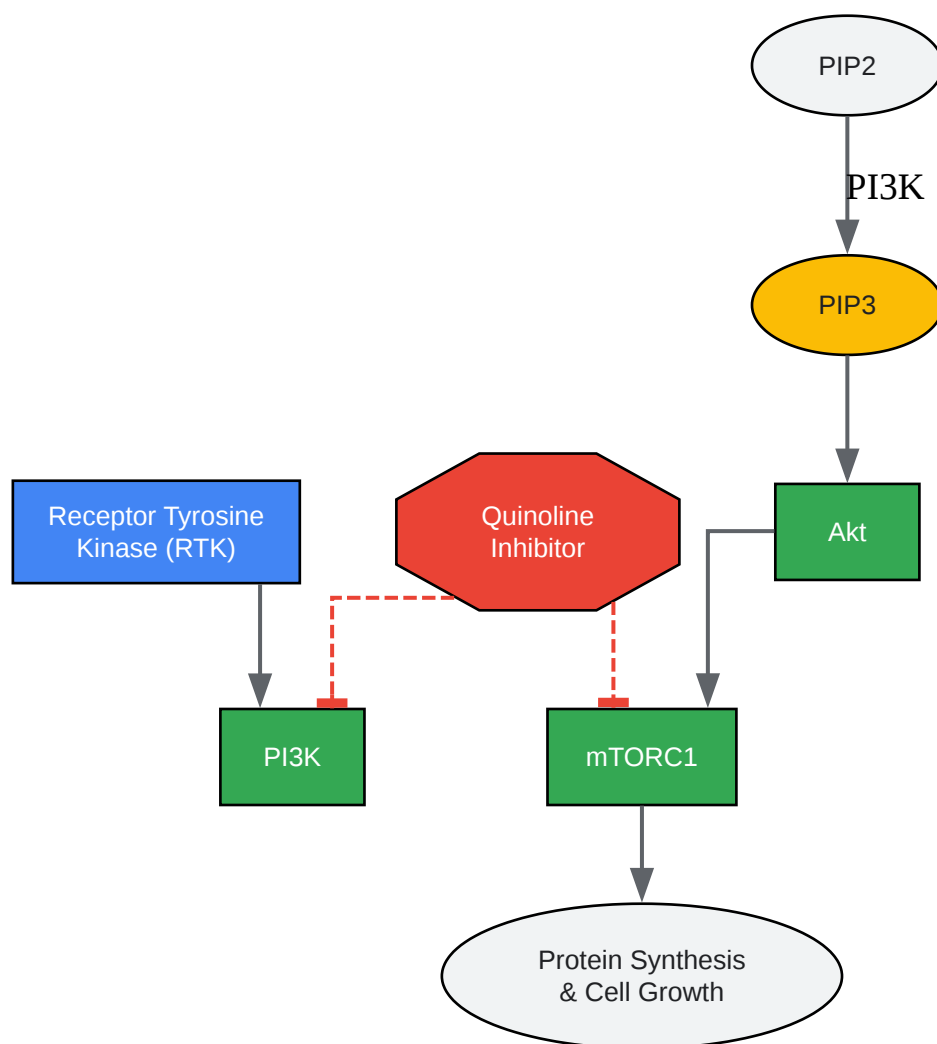 PIP2
PI3K
PIP3
Receptor Tyrosine
Kinase (RTK)
Quinoline
Inhibitor
Akt
PI3K
mTORC1
Protein Synthesis
& Cell Growth